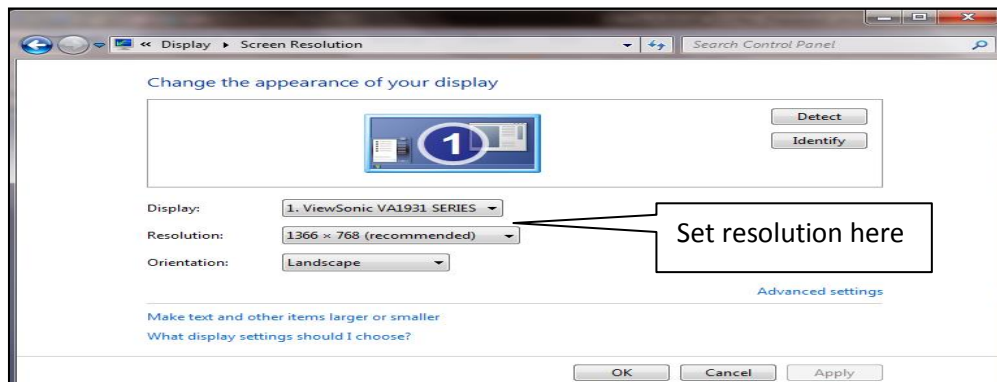 « Display ▸ Screen Resolution Search Control Panel
Change the appearance of your display
1
Detect
Identify
Display: 1. ViewSonic VA1931 SERIES
Resolution: 1366 × 768 (recommended)
Set resolution here
Orientation: Landscape
Advanced settings
Make text and other items larger or smaller
What display settings should I choose?
OK Cancel Apply